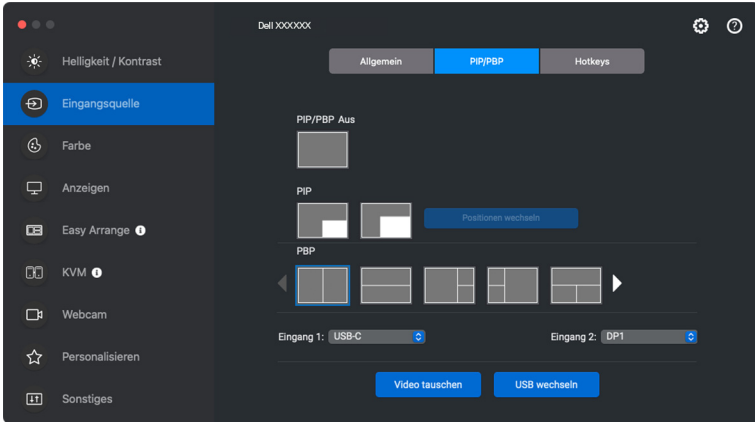 Dell XXXXXX
Helligkeit / Kontrast
Eingangsquelle
Farbe
Anzeigen
Easy Arrange
KVM
Webcam
Personalisieren
Sonstiges
Allgemein
PIP/PBP
Hotkeys
PIP/PBP Aus
PIP
Positionen wechseln
PBP
Eingang 1: USB-C
Eingang 2: DP1
Video tauschen
USB wechseln